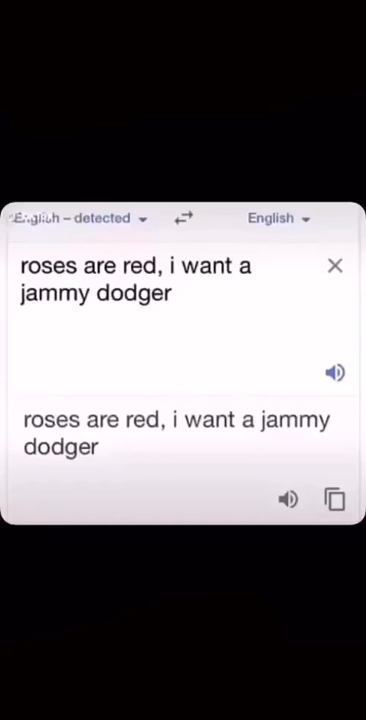 English – detected
English
roses are red, i want a
jammy dodger
roses are red, i want a jammy
dodger